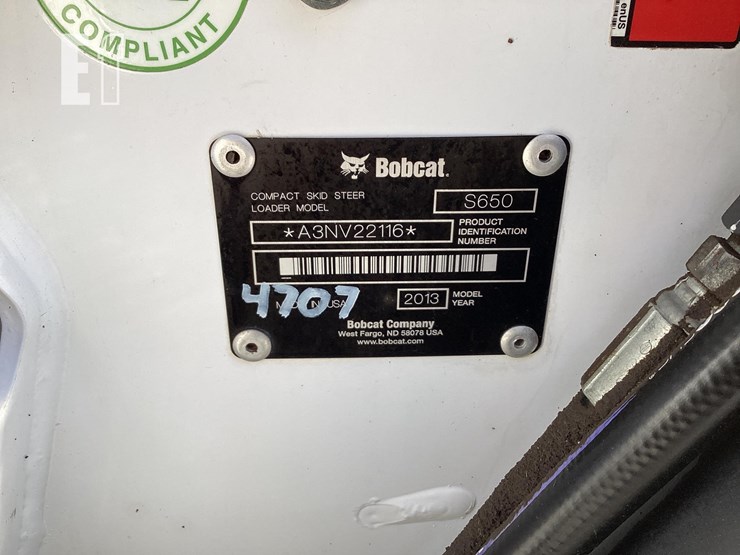 COMPLIANT
E
enUS
Bobcat.
COMPACT SKID STEER
LOADER MODEL
S650
*A3NV22116*
PRODUCT
IDENTIFICATION
NUMBER
4707
2013
MODEL
YEAR
Bobcat Company
West Fargo, ND 58078 USA
www.bobcat.com